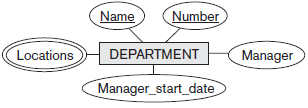 Name
Number
Locations
DEPARTMENT
Manager
Manager_start_date